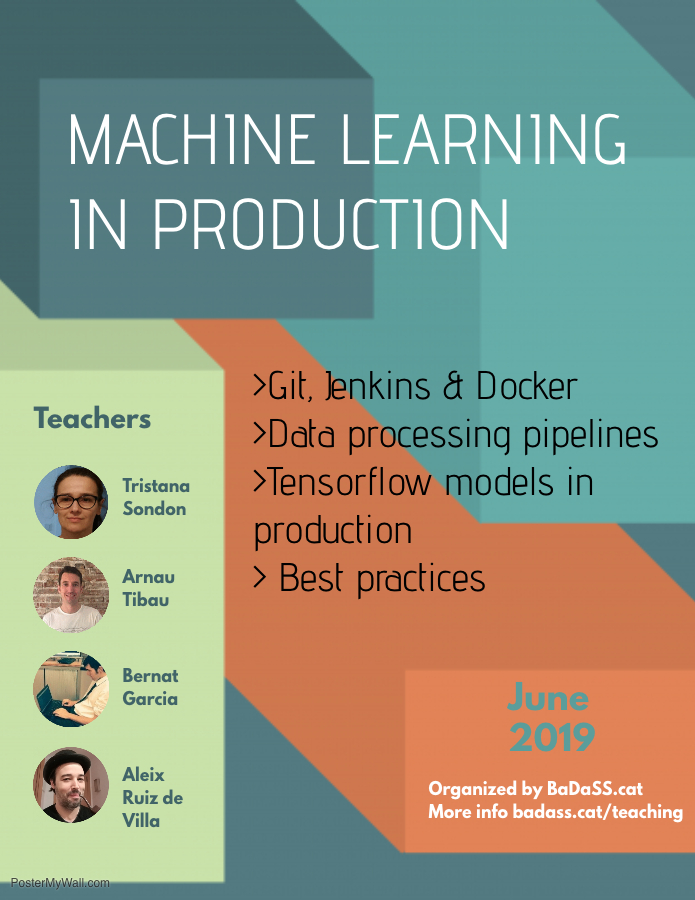 MACHINE LEARNING
IN PRODUCTION
>Git, Jenkins & Docker
>Data processing pipelines
>Tensorflow models in
production
> Best practices
Teachers
Tristana
Sondon
Arnau
Tibau
Bernat
Garcia
Aleix
Ruiz de
Villa
June
2019
Organized by BaDaSS.cat
More info badass.cat/teaching
PosterMyWall.com